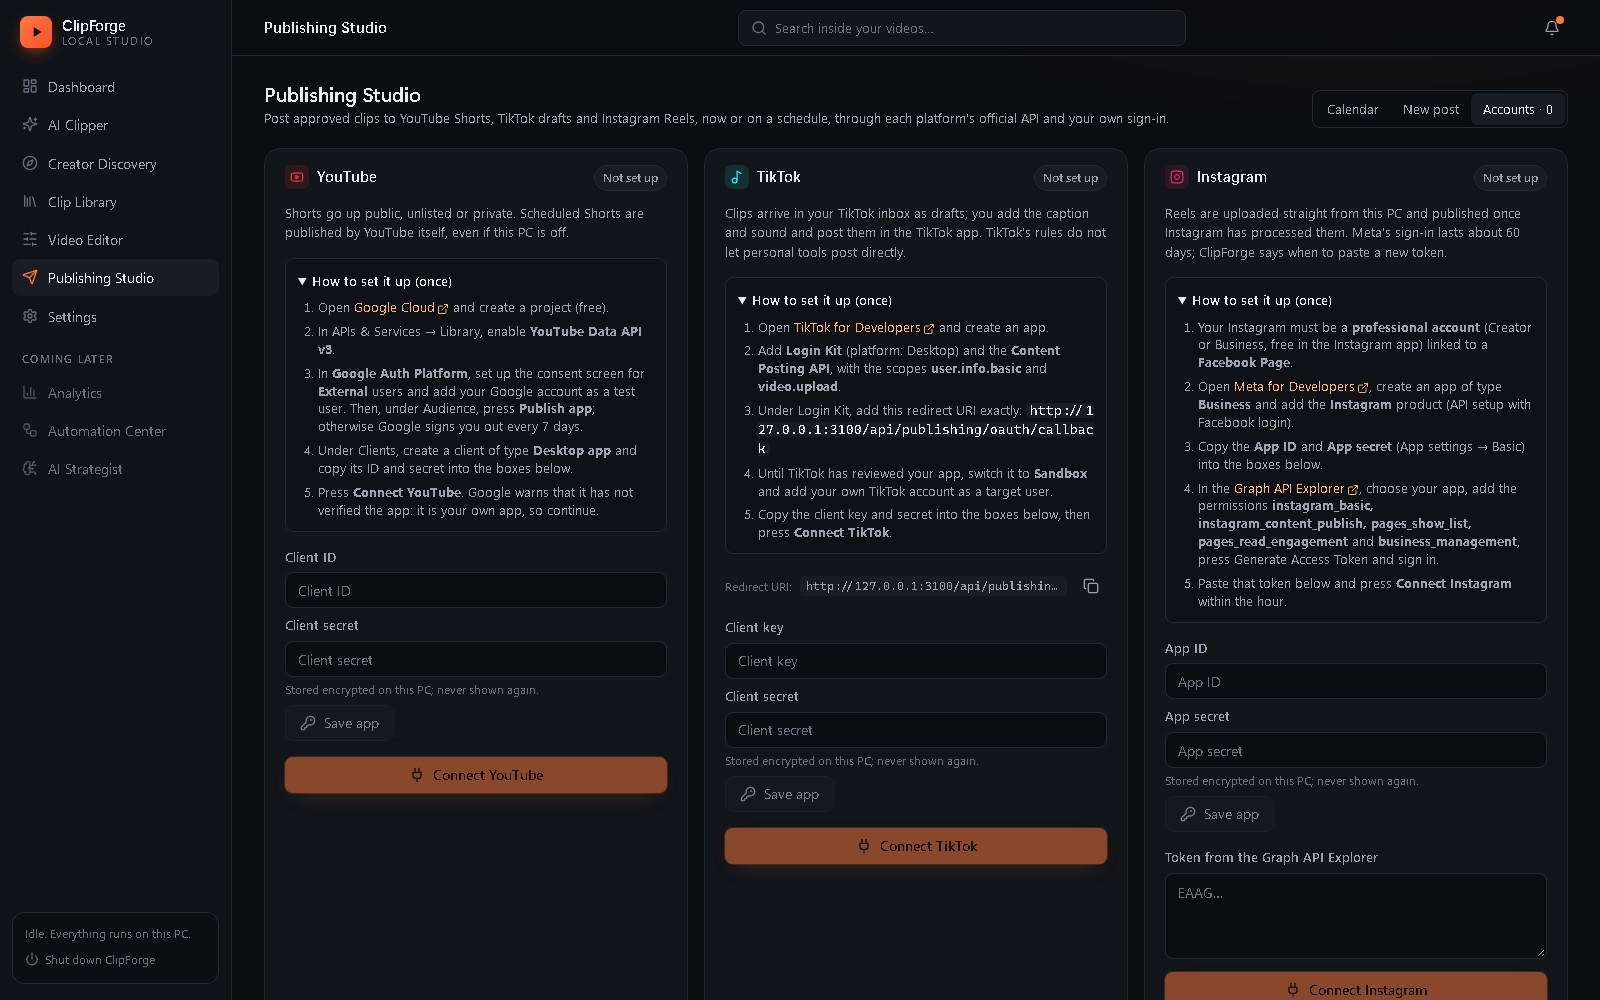 ClipForge
LOCAL STUDIO
Dashboard
AI Clipper
Creator Discovery
Clip Library
Video Editor
Publishing Studio
Settings
COMING LATER
Analytics
Automation Center
AI Strategist
Idle. Everything runs on this PC.
Shut down ClipForge
Publishing Studio
Search inside your videos...
Publishing Studio
Post approved clips to YouTube Shorts, TikTok drafts and Instagram Reels, now or on a schedule, through each platform's official API and your own sign-in.
Calendar
New post
Accounts · 0
YouTube
Not set up
Shorts go up public, unlisted or private. Scheduled Shorts are
published by YouTube itself, even if this PC is off.
▼ How to set it up (once)
1. Open Google Cloud and create a project (free).
2. In APIs & Services → Library, enable YouTube Data API
v3.
3. In Google Auth Platform, set up the consent screen for
External users and add your Google account as a test
user. Then, under Audience, press Publish app;
otherwise Google signs you out every 7 days.
4. Under Clients, create a client of type Desktop app and
copy its ID and secret into the boxes below.
5. Press Connect YouTube. Google warns that it has not
verified the app: it is your own app, so continue.
Client ID
Client ID
Client secret
Client secret
Stored encrypted on this PC; never shown again.
Save app
Connect YouTube
TikTok
Not set up
Clips arrive in your TikTok inbox as drafts; you add the caption
and sound and post them in the TikTok app. TikTok's rules do not
let personal tools post directly.
▼ How to set it up (once)
1. Open TikTok for Developers and create an app.
2. Add Login Kit (platform: Desktop) and the Content
Posting API, with the scopes user.info.basic and
video.upload.
3. Under Login Kit, add this redirect URI exactly: http://1
27.0.0.1:3100/api/publishing/oauth/callbac
k
4. Until TikTok has reviewed your app, switch it to Sandbox
and add your own TikTok account as a target user.
5. Copy the client key and secret into the boxes below, then
press Connect TikTok.
Redirect URI: http://127.0.0.1:3100/api/publishin…
Client key
Client key
Client secret
Client secret
Stored encrypted on this PC; never shown again.
Save app
Connect TikTok
Instagram
Not set up
Reels are uploaded straight from this PC and published once
Instagram has processed them. Meta's sign-in lasts about 60
days; ClipForge says when to paste a new token.
▼ How to set it up (once)
1. Your Instagram must be a professional account (Creator
or Business, free in the Instagram app) linked to a
Facebook Page.
2. Open Meta for Developers, create an app of type
Business and add the Instagram product (API setup with
Facebook login).
3. Copy the App ID and App secret (App settings → Basic)
into the boxes below.
4. In the Graph API Explorer, choose your app, add the
permissions instagram_basic,
instagram_content_publish, pages_show_list,
pages_read_engagement and business_management,
press Generate Access Token and sign in.
5. Paste that token below and press Connect Instagram
within the hour.
App ID
App ID
App secret
App secret
Stored encrypted on this PC; never shown again.
Save app
Token from the Graph API Explorer
EAAG...
Connect Instagram